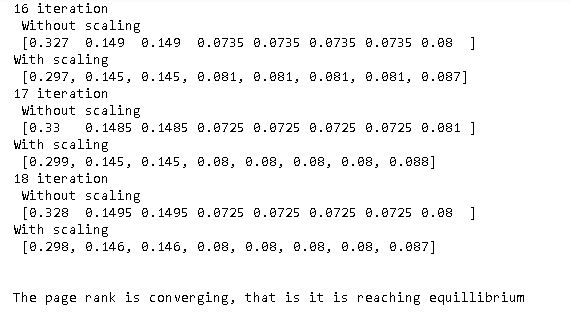 16 iteration
Without scaling
[0.327  0.149  0.149  0.0735 0.0735 0.0735 0.0735 0.08  ]
With scaling
[0.297, 0.145, 0.145, 0.081, 0.081, 0.081, 0.081, 0.087]
17 iteration
Without scaling
[0.33   0.1485 0.1485 0.0725 0.0725 0.0725 0.0725 0.081 ]
With scaling
[0.299, 0.145, 0.145, 0.08, 0.08, 0.08, 0.08, 0.088]
18 iteration
Without scaling
[0.328  0.1495 0.1495 0.0725 0.0725 0.0725 0.0725 0.08  ]
With scaling
[0.298, 0.146, 0.146, 0.08, 0.08, 0.08, 0.08, 0.087]
The page rank is converging, that is it is reaching equillibrium